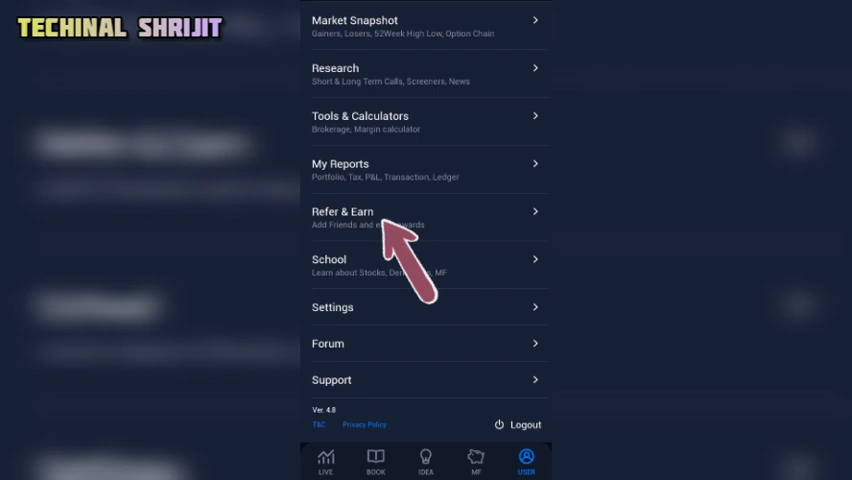 TECHINAL SHRIJIT
Market Snapshot
Gainers, Losers, 52Week High Low, Option Chain
Research
Short & Long Term Calls, Screeners, News
Tools & Calculators
Brokerage, Margin calculator
My Reports
Portfolio, Tax, P&L, Transaction, Ledger
Refer & Earn
Add Friends and
School
Learn about Stocks, MF
Settings
Forum
Support
Ver. 4.8
T&C Privacy Policy Logout
LIVE BOOK IDEA MF USER